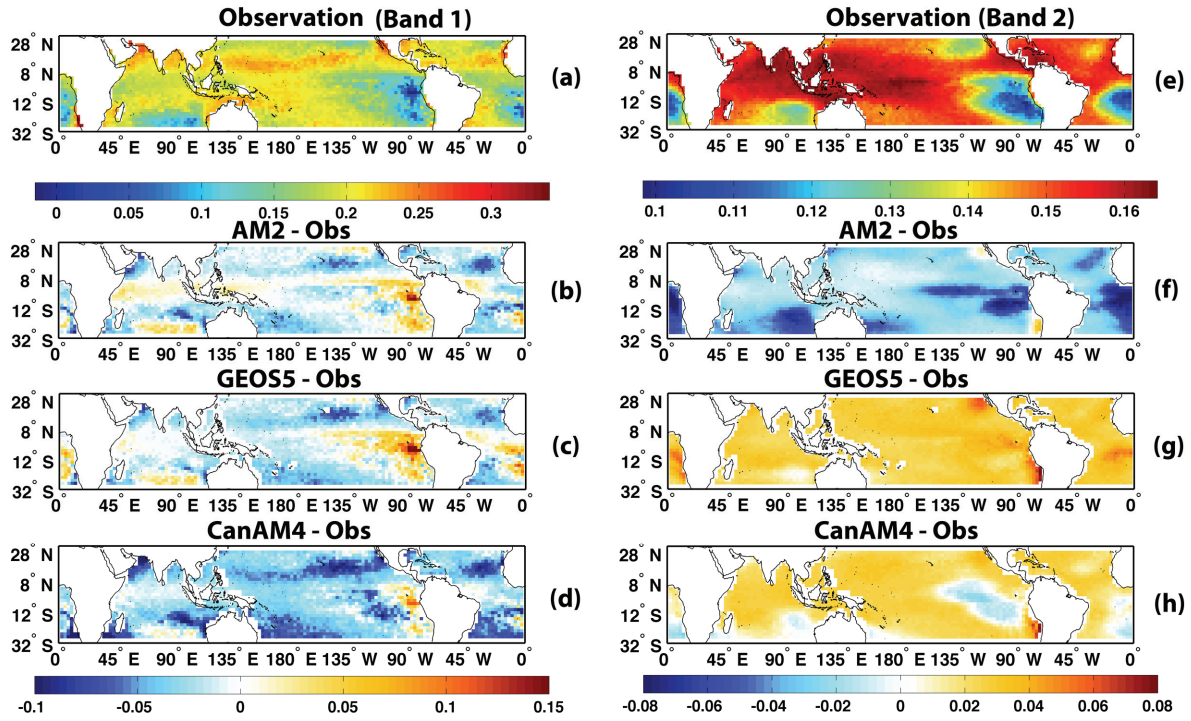 Observation (Band 1)
28° N
8° N
12° S
32° S
0° 45° E 90° E 135° E 180° E 135° W 90° W 45° W 0°
(a)
0 0.05 0.1 0.15 0.2 0.25 0.3
AM2 - Obs
28° N
8° N
12° S
32° S
0° 45° E 90° E 135° E 180° E 135° W 90° W 45° W 0°
(b)
GEOS5 - Obs
28° N
8° N
12° S
32° S
0° 45° E 90° E 135° E 180° E 135° W 90° W 45° W 0°
(c)
CanAM4 - Obs
28° N
8° N
12° S
32° S
0° 45° E 90° E 135° E 180° E 135° W 90° W 45° W 0°
(d)
-0.1 -0.05 0 0.05 0.1 0.15
Observation (Band 2)
28° N
8° N
12° S
32° S
0° 45° E 90° E 135° E 180° E 135° W 90° W 45° W 0°
(e)
0.1 0.11 0.12 0.13 0.14 0.15 0.16
AM2 - Obs
28° N
8° N
12° S
32° S
0° 45° E 90° E 135° E 180° E 135° W 90° W 45° W 0°
(f)
GEOS5 - Obs
28° N
8° N
12° S
32° S
0° 45° E 90° E 135° E 180° E 135° W 90° W 45° W 0°
(g)
CanAM4 - Obs
28° N
8° N
12° S
32° S
0° 45° E 90° E 135° E 180° E 135° W 90° W 45° W 0°
(h)
-0.08 -0.06 -0.04 -0.02 0 0.02 0.04 0.06 0.08